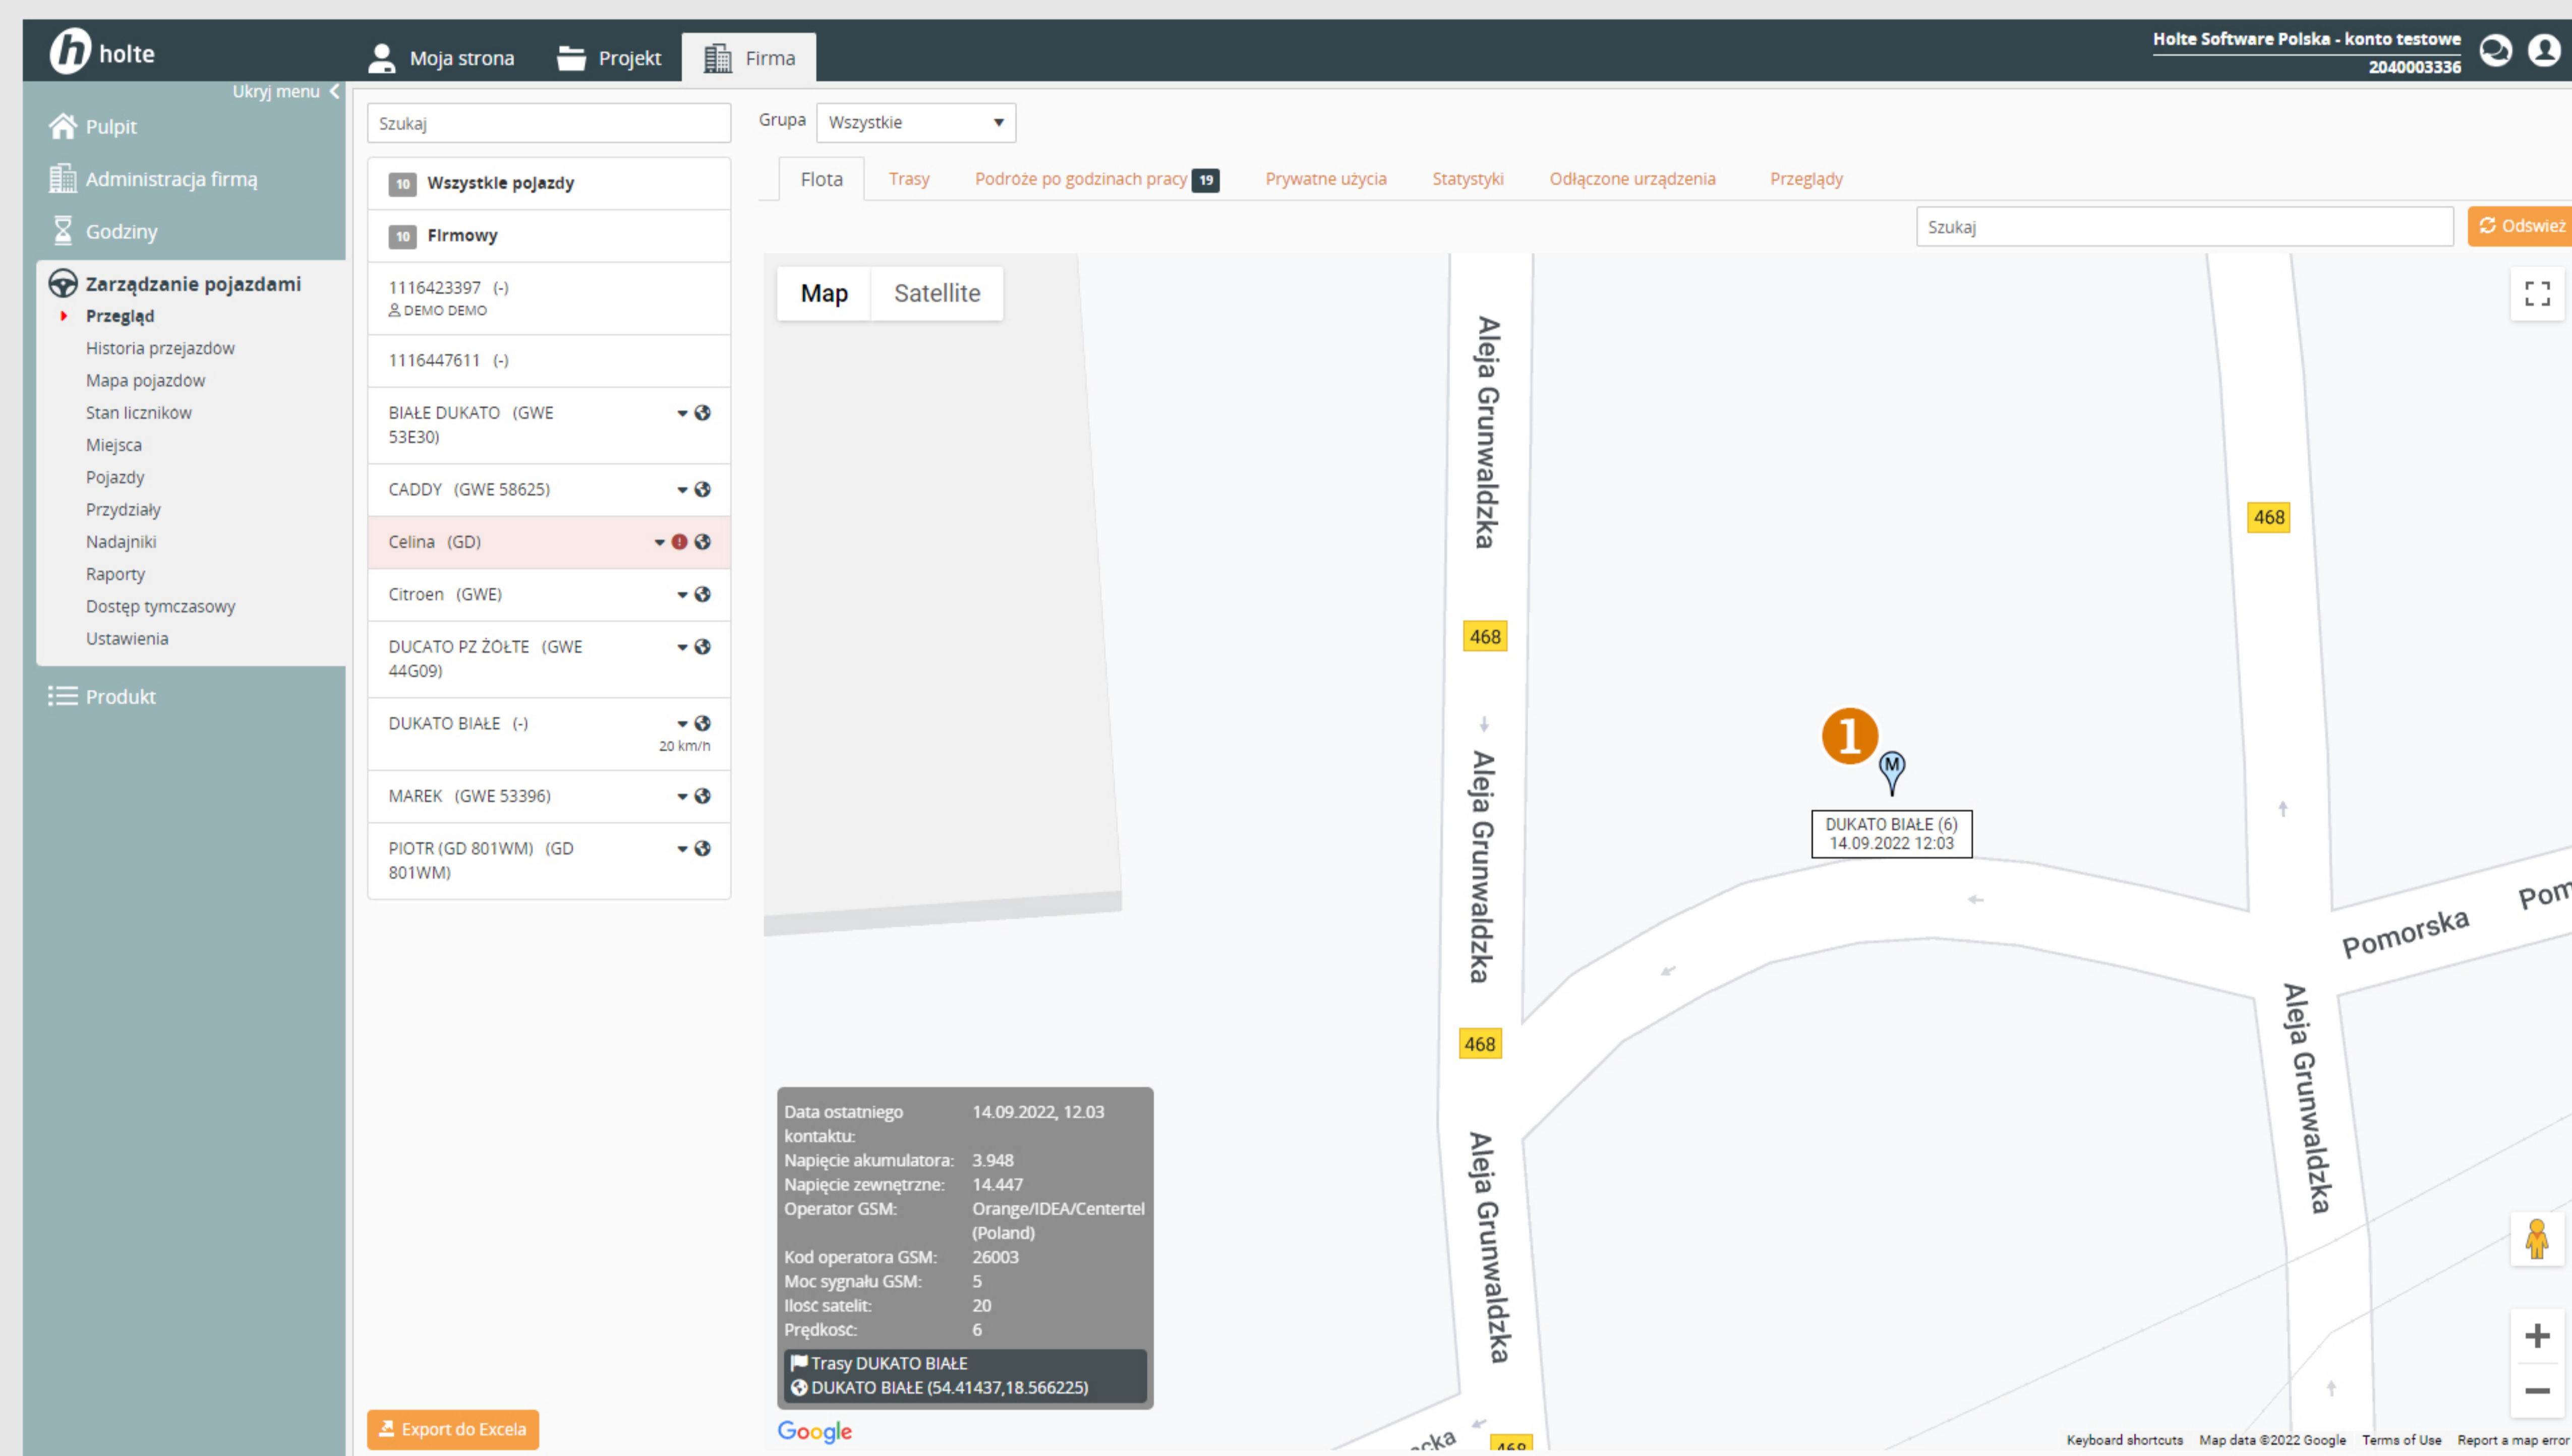 holte
Moja strona
Projekt
Firma
Holte Software Polska - konto testowe
2040003336
Ukryj menu
Pulpit
Administracja firmą
Godziny
Zarządzanie pojazdami
Przegląd
Historia przejazdów
Mapa pojazdów
Stan liczników
Miejsca
Pojazdy
Przydziały
Nadajniki
Raporty
Dostęp tymczasowy
Ustawienia
Produkt
Szukaj
10 Wszystkie pojazdy
10 Firmowy
1116423397 (-)
DEMO DEMO
1116447611 (-)
BIAŁE DUKATO (GWE
53E30)
CADDY (GWE 58625)
Celina (GD)
Citroen (GWE)
DUCATO PZ ŻÓŁTE (GWE
44G09)
DUKATO BIAŁE (-)
20 km/h
MAREK (GWE 53396)
PIOTR (GD 801WM) (GD
801WM)
Export do Excela
Grupa Wszystkie
Flota
Trasy
Podróże po godzinach pracy 19
Prywatne użycia
Statystyki
Odłączone urządzenia
Przeglądy
Szukaj
Odśwież
Map
Satellite
Aleja Grunwaldzka
468
468
Aleja Grunwaldzka
1
M
DUKATO BIAŁE (6)
14.09.2022 12:03
Pomorska
Pom
468
Aleja Grunwaldzka
Aleja Grunwaldzka
Data ostatniego 14.09.2022, 12.03
kontaktu:
Napięcie akumulatora: 3.948
Napięcie zewnętrzne: 14.447
Operator GSM: Orange/IDEA/Centertel
(Poland)
Kod operatora GSM: 26003
Moc sygnału GSM: 5
Ilość satelit: 20
Prędkość: 6
Trasy DUKATO BIAŁE
DUKATO BIAŁE (54.41437,18.566225)
Google
cka
468
Keyboard shortcuts
Map data ©2022 Google
Terms of Use
Report a map error